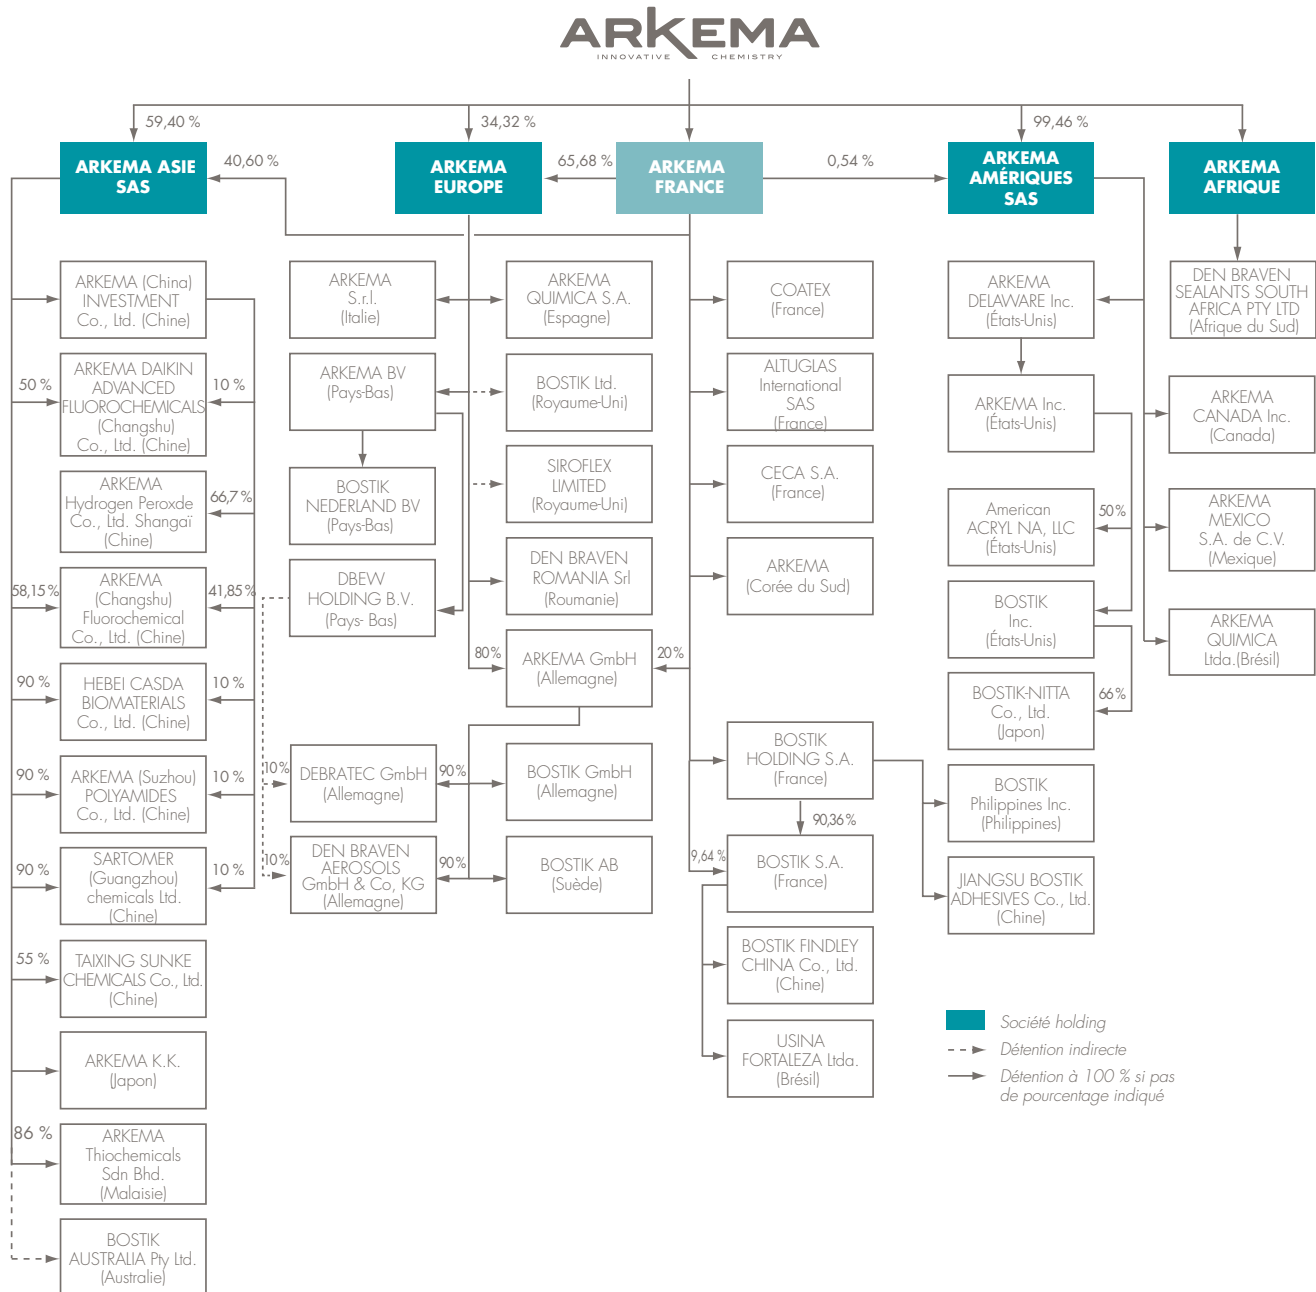 ARKEMA
INNOVATIVE CHEMISTRY
59,40 %
34,32 %
99,46 %
ARKEMA ASIE
SAS
40,60 %
ARKEMA
EUROPE
65,68 %
ARKEMA
FRANCE
0,54 %
ARKEMA
AMÉRIQUES
SAS
ARKEMA
AFRIQUE
ARKEMA (China)
INVESTMENT
Co., Ltd. (Chine)
50 %
ARKEMA DAIKIN
ADVANCED
FLUOROCHEMICALS
(Changshu)
Co., Ltd. (Chine)
10 %
ARKEMA
Hydrogen Peroxde
Co., Ltd. Shangaï
(Chine)
66,7 %
58,15%
ARKEMA
(Changshu)
Fluorochemical
Co., Ltd. (Chine)
41,85%
90 %
HEBEI CASDA
BIOMATERIALS
Co., Ltd. (Chine)
10 %
90 %
ARKEMA (Suzhou)
POLYAMIDES
Co., Ltd. (Chine)
10 %
90 %
SARTOMER
(Guangzhou)
chemicals Ltd.
(Chine)
10 %
55 %
TAIXING SUNKE
CHEMICALS Co., Ltd.
(Chine)
ARKEMA K.K.
(Japon)
86 %
ARKEMA
Thiochemicals
Sdn Bhd.
(Malaisie)
BOSTIK
AUSTRALIA Pty Ltd.
(Australie)
ARKEMA
S.r.l.
(Italie)
ARKEMA BV
(Pays-Bas)
BOSTIK
NEDERLAND BV
(Pays-Bas)
DBEW
HOLDING B.V.
(Pays- Bas)
10%
DEBRATEC GmbH
(Allemagne)
90%
10%
DEN BRAVEN
AEROSOLS
GmbH & Co, KG
(Allemagne)
90%
ARKEMA
QUIMICA S.A.
(Espagne)
BOSTIK Ltd.
(Royaume-Uni)
SIROFLEX
LIMITED
(Royaume-Uni)
DEN BRAVEN
ROMANIA Srl
(Roumanie)
80%
ARKEMA GmbH
(Allemagne)
20%
BOSTIK GmbH
(Allemagne)
BOSTIK AB
(Suède)
COATEX
(France)
ALTUGLAS
International
SAS
(France)
CECA S.A.
(France)
ARKEMA
(Corée du Sud)
BOSTIK
HOLDING S.A.
(France)
90,36%
9,64 %
BOSTIK S.A.
(France)
BOSTIK FINDLEY
CHINA Co., Ltd.
(Chine)
USINA
FORTALEZA Ltda.
(Brésil)
ARKEMA
DELAWARE Inc.
(États-Unis)
ARKEMA Inc.
(États-Unis)
American
ACRYL NA, LLC
(États-Unis)
50%
BOSTIK
Inc.
(États-Unis)
BOSTIK-NITTA
Co., Ltd.
(Japon)
66%
BOSTIK
Philippines Inc.
(Philippines)
JIANGSU BOSTIK
ADHESIVES Co., Ltd.
(Chine)
DEN BRAVEN
SEALANTS SOUTH
AFRICA PTY LTD
(Afrique du Sud)
ARKEMA
CANADA Inc.
(Canada)
ARKEMA
MEXICO
S.A. de C.V.
(Mexique)
ARKEMA
QUIMICA
Ltda.(Brésil)
Société holding
Détention indirecte
Détention à 100 % si pas
de pourcentage indiqué